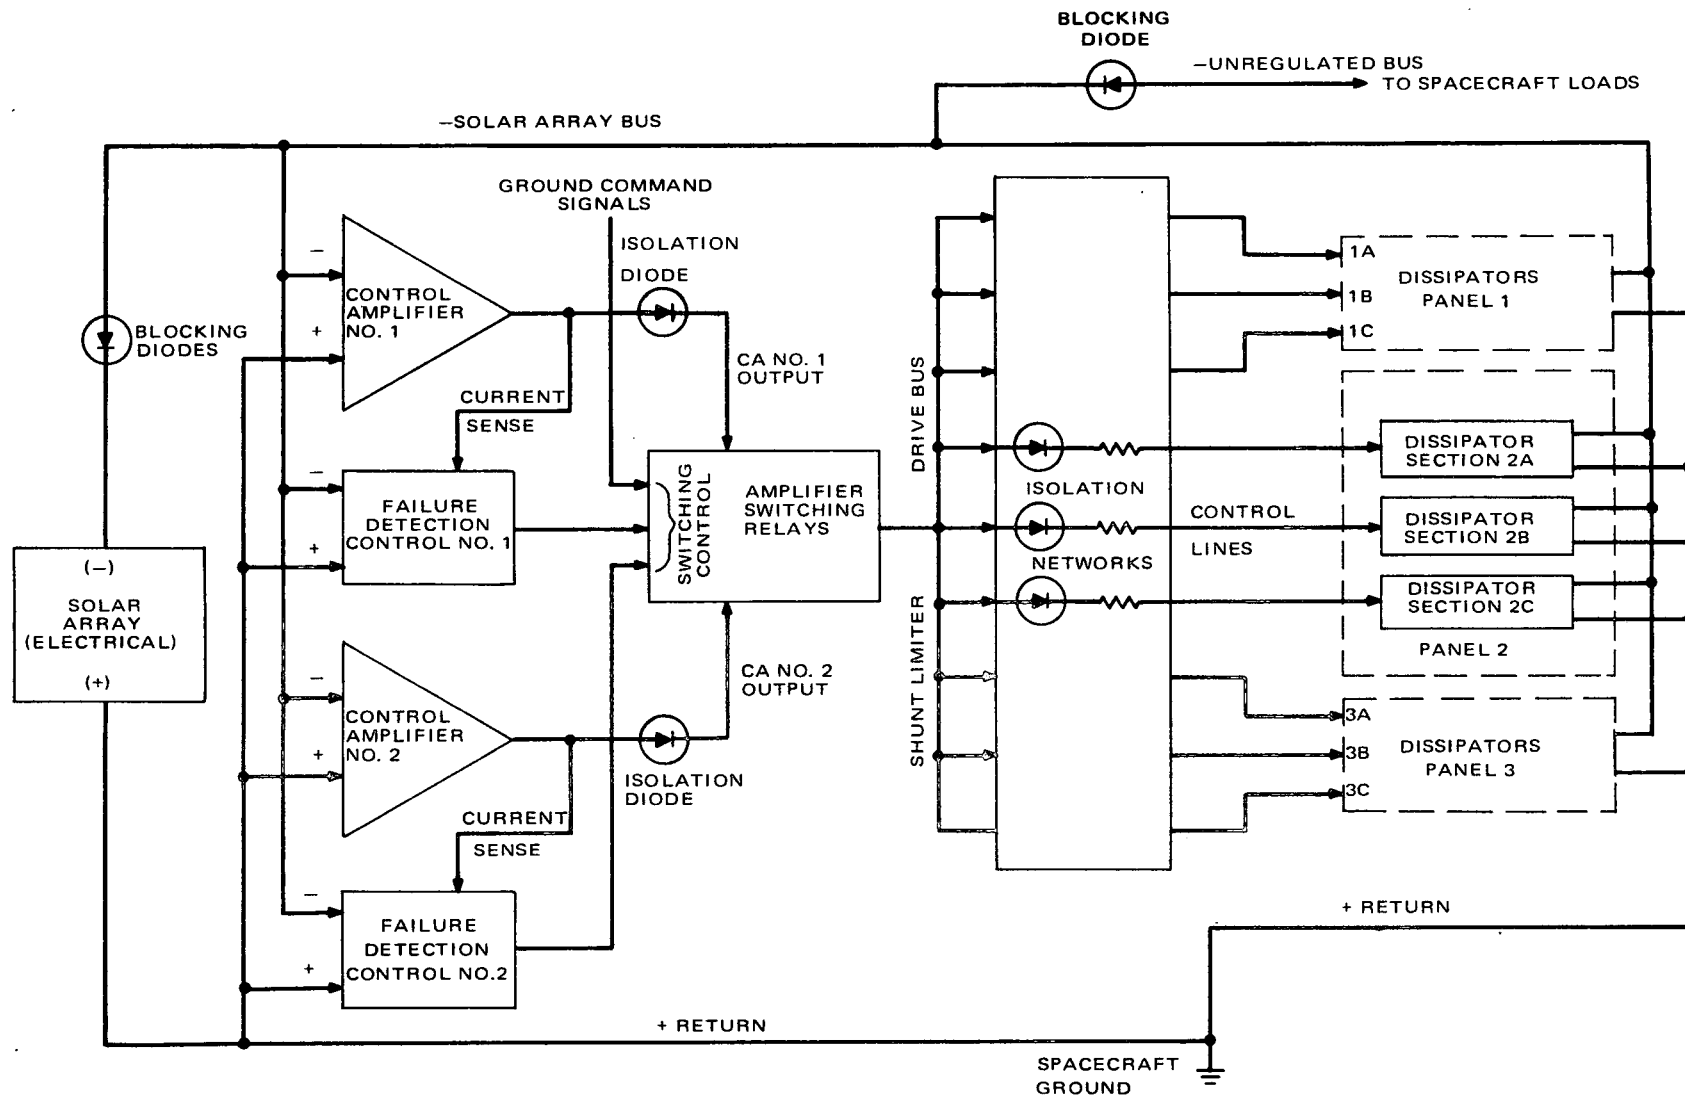 BLOCKING
DIODE
−UNREGULATED BUS
TO SPACECRAFT LOADS
−SOLAR ARRAY BUS
GROUND COMMAND
SIGNALS
ISOLATION
DIODE
−
CONTROL
AMPLIFIER
NO. 1
+
BLOCKING
DIODES
CA NO. 1
OUTPUT
CURRENT
SENSE
−
FAILURE
DETECTION
CONTROL NO. 1
+
SWITCHING
CONTROL
AMPLIFIER
SWITCHING
RELAYS
(−)
SOLAR
ARRAY
(ELECTRICAL)
(+)
−
CONTROL
AMPLIFIER
NO. 2
+
CA NO. 2
OUTPUT
ISOLATION
DIODE
CURRENT
SENSE
−
FAILURE
DETECTION
CONTROL NO.2
+
SHUNT LIMITER
DRIVE BUS
ISOLATION
NETWORKS
CONTROL
LINES
1A
1B
1C
DISSIPATORS
PANEL 1
DISSIPATOR
SECTION 2A
DISSIPATOR
SECTION 2B
DISSIPATOR
SECTION 2C
PANEL 2
3A
3B
3C
DISSIPATORS
PANEL 3
+ RETURN
+ RETURN
SPACECRAFT
GROUND